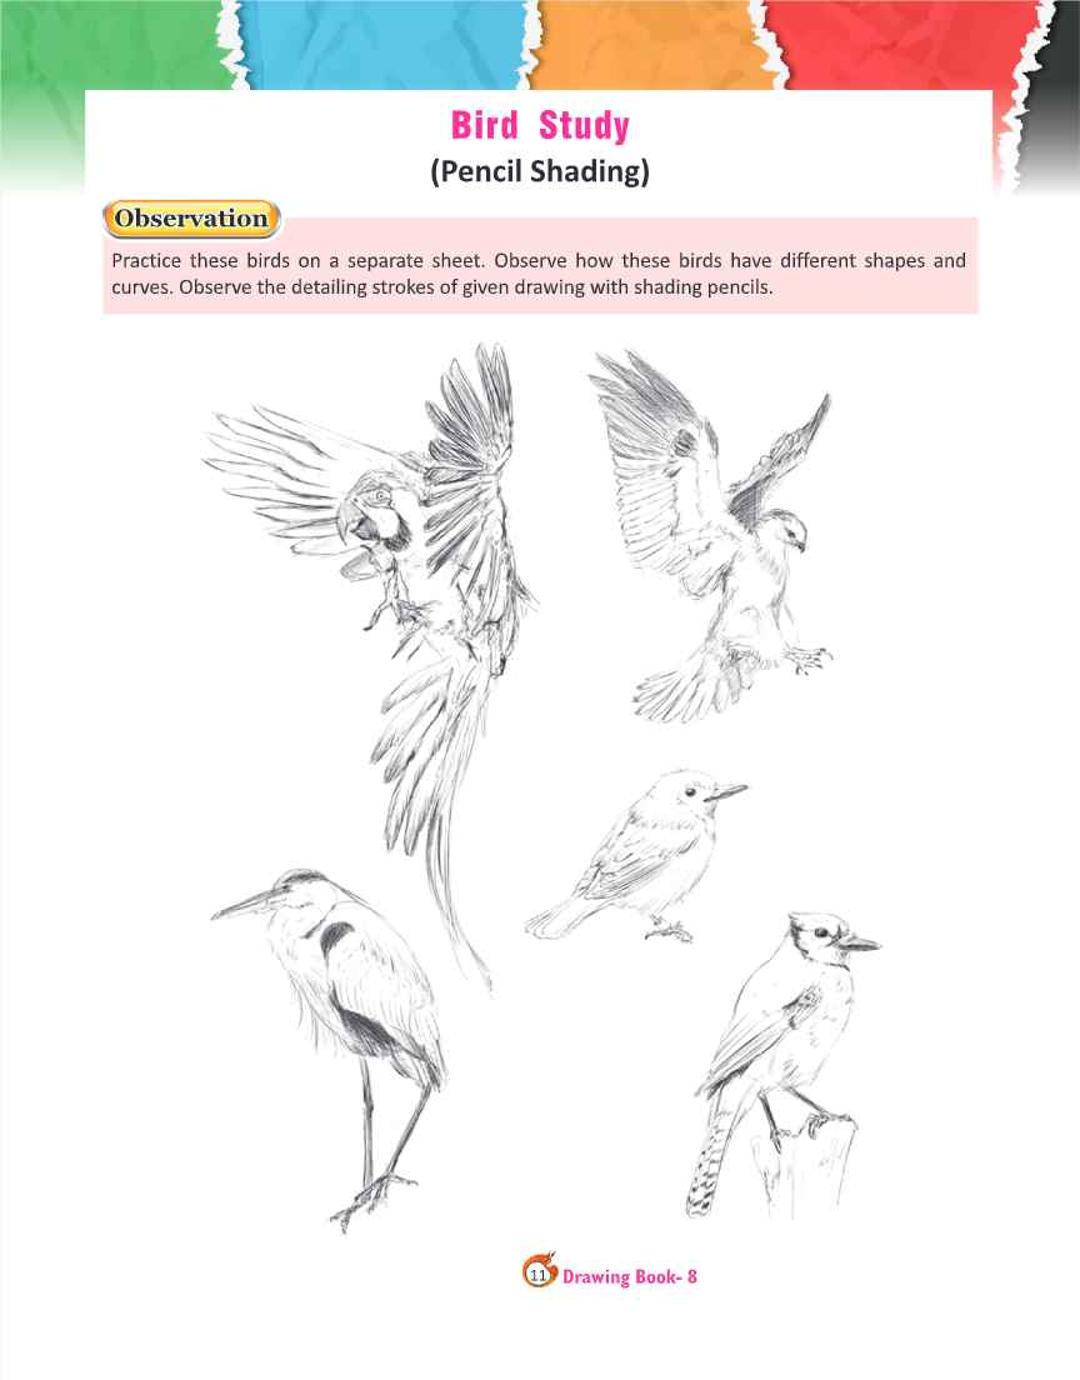 Bird Study
(Pencil Shading)
Observation
Practice these birds on a separate sheet. Observe how these birds have different shapes and
curves. Observe the detailing strokes of given drawing with shading pencils.
11 Drawing Book- 8